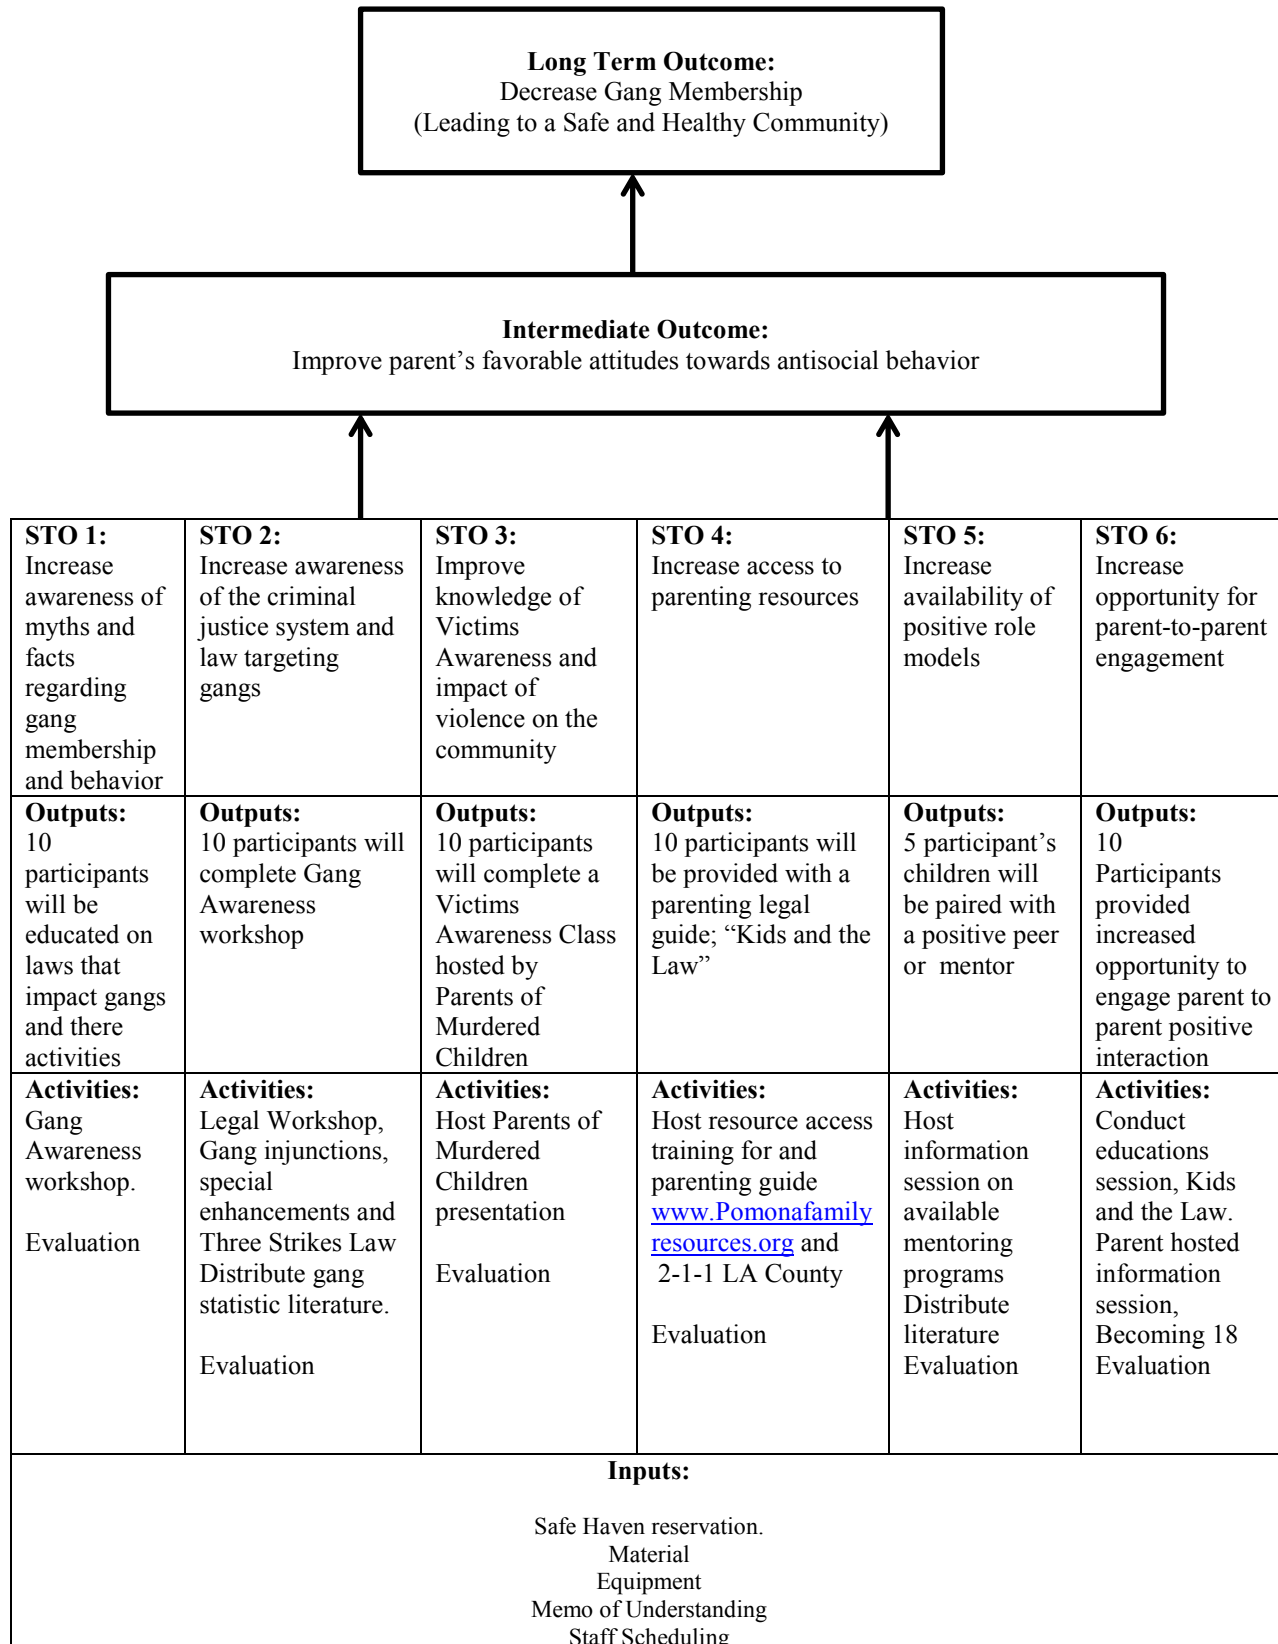 Long Term Outcome:
Decrease Gang Membership
(Leading to a Safe and Healthy Community)
Intermediate Outcome:
Improve parent’s favorable attitudes towards antisocial behavior
STO 1:
Increase
awareness of
myths and
facts
regarding
gang
membership
and behavior
STO 2:
Increase awareness
of the criminal
justice system and
law targeting
gangs
STO 3:
Improve
knowledge of
Victims
Awareness and
impact of
violence on the
community
STO 4:
Increase access to
parenting resources
STO 5:
Increase
availability of
positive role
models
STO 6:
Increase
opportunity for
parent-to-parent
engagement
Outputs:
10
participants
will be
educated on
laws that
impact gangs
and there
activities
Outputs:
10 participants will
complete Gang
Awareness
workshop
Outputs:
10 participants
will complete a
Victims
Awareness Class
hosted by
Parents of
Murdered
Children
Outputs:
10 participants will
be provided with a
parenting legal
guide; “Kids and the
Law”
Outputs:
5 participant’s
children will
be paired with
a positive peer
or mentor
Outputs:
10
Participants
provided
increased
opportunity to
engage parent to
parent positive
interaction
Activities:
Gang
Awareness
workshop.
Evaluation
Activities:
Legal Workshop,
Gang injunctions,
special
enhancements and
Three Strikes Law
Distribute gang
statistic literature.
Evaluation
Activities:
Host Parents of
Murdered
Children
presentation
Evaluation
Activities:
Host resource access
training for and
parenting guide
www.Pomonafamily
resources.org and
2-1-1 LA County
Evaluation
Activities:
Host
information
session on
available
mentoring
programs
Distribute
literature
Evaluation
Activities:
Conduct
educations
session, Kids
and the Law.
Parent hosted
information
session,
Becoming 18
Evaluation
Inputs:
Safe Haven reservation.
Material
Equipment
Memo of Understanding
Staff Scheduling